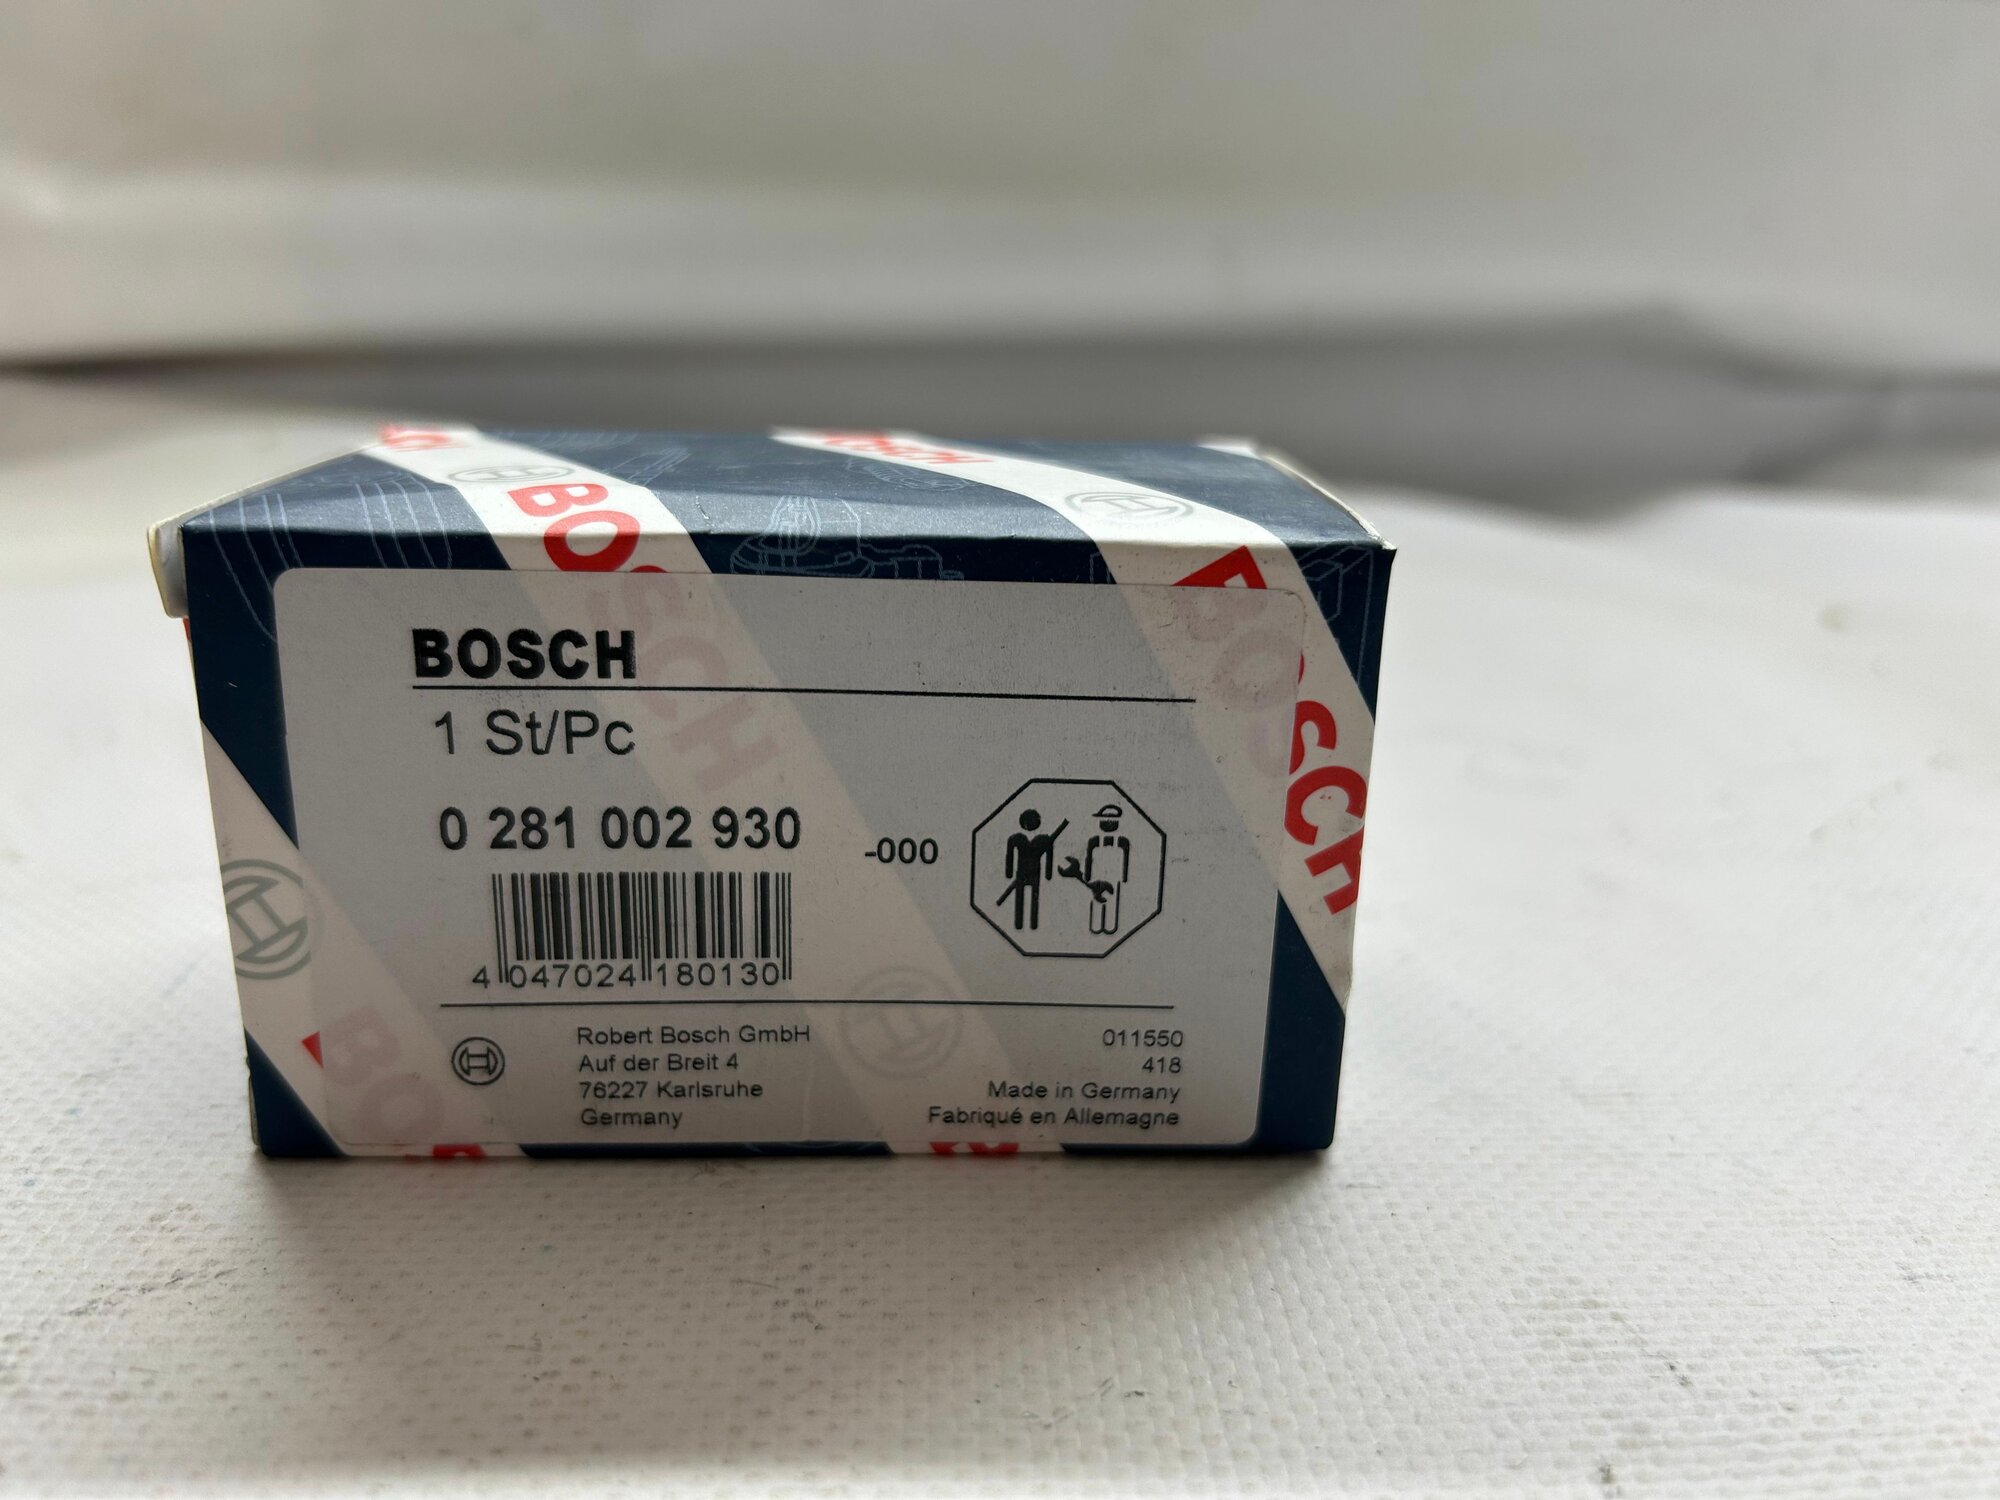 BOSCH
BOSCH
BOSCH
BOSCH
BOSCH
1 St/Pc
0 281 002 930
-000
4 047024 180130
Robert Bosch GmbH
Auf der Breit 4
76227 Karlsruhe
Germany
011550
418
Made in Germany
Fabriqué en Allemagne